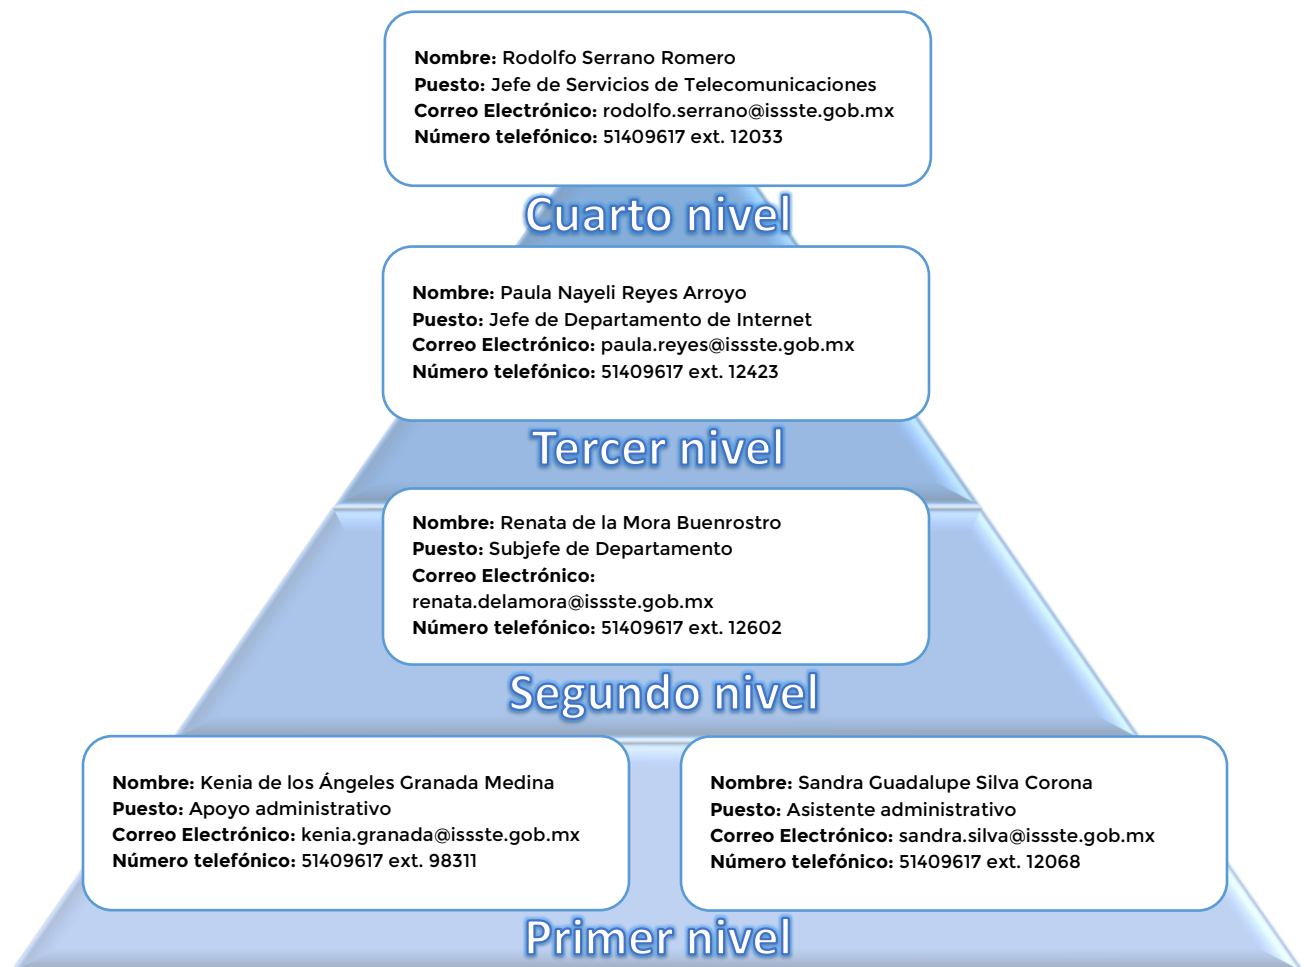 Nombre: Rodolfo Serrano Romero
Puesto: Jefe de Servicios de Telecomunicaciones
Correo Electrónico: rodolfo.serrano@issste.gob.mx
Número telefónico: 51409617 ext. 12033
Cuarto nivel
Nombre: Paula Nayeli Reyes Arroyo
Puesto: Jefe de Departamento de Internet
Correo Electrónico: paula.reyes@issste.gob.mx
Número telefónico: 51409617 ext. 12423
Tercer nivel
Nombre: Renata de la Mora Buenrostro
Puesto: Subjefe de Departamento
Correo Electrónico:
renata.delamora@issste.gob.mx
Número telefónico: 51409617 ext. 12602
Segundo nivel
Nombre: Kenia de los Ángeles Granada Medina
Puesto: Apoyo administrativo
Correo Electrónico: kenia.granada@issste.gob.mx
Número telefónico: 51409617 ext. 98311
Nombre: Sandra Guadalupe Silva Corona
Puesto: Asistente administrativo
Correo Electrónico: sandra.silva@issste.gob.mx
Número telefónico: 51409617 ext. 12068
Primer nivel